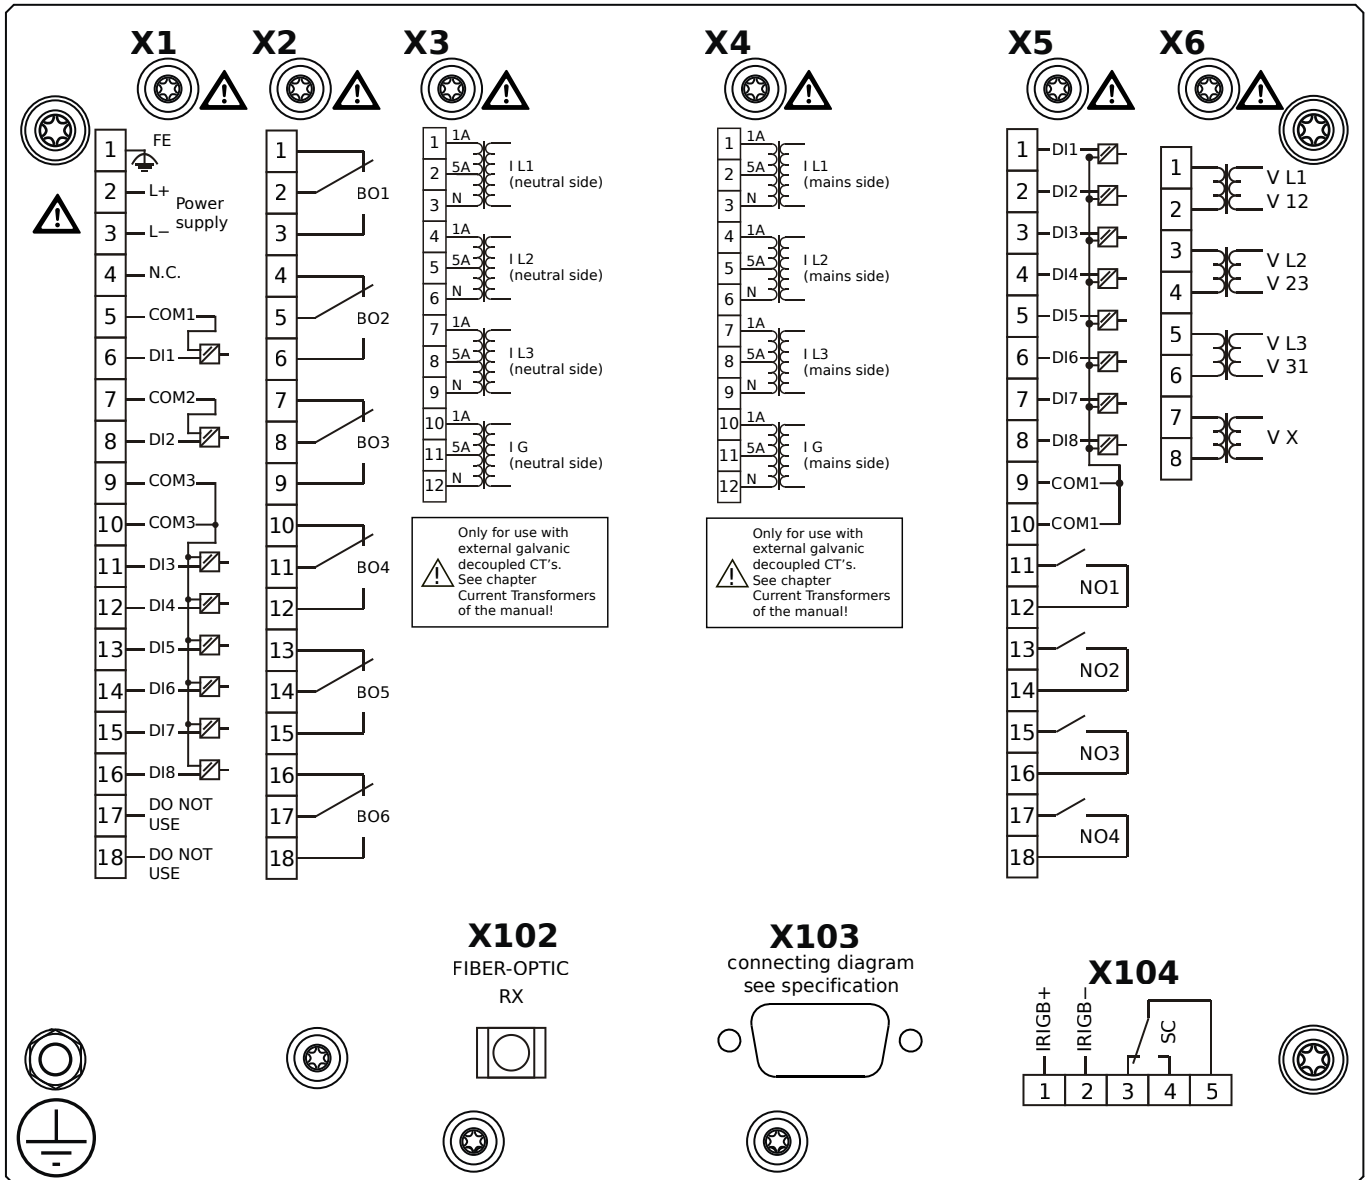 X1
1
FE
2
L+
Power
supply
3
L−
4
N.C.
5
COM1
6
DI1
7
COM2
8
DI2
9
COM3
10
COM3
11
DI3
12
DI4
13
DI5
14
DI6
15
DI7
16
DI8
17
DO NOT
USE
18
DO NOT
USE
X2
1
2
BO1
3
4
5
BO2
6
7
8
BO3
9
10
11
BO4
12
13
14
BO5
15
16
17
BO6
18
X3
1 1A
2 5A
3 N
I L1
(neutral side)
4 1A
5 5A
6 N
I L2
(neutral side)
7 1A
8 5A
9 N
I L3
(neutral side)
10 1A
11 5A
12 N
I G
(neutral side)
Only for use with
external galvanic
decoupled CT's.
See chapter
Current Transformers
of the manual!
X4
1 1A
2 5A
3 N
I L1
(mains side)
4 1A
5 5A
6 N
I L2
(mains side)
7 1A
8 5A
9 N
I L3
(mains side)
10 1A
11 5A
12 N
I G
(mains side)
Only for use with
external galvanic
decoupled CT's.
See chapter
Current Transformers
of the manual!
X5
1 DI1
2 DI2
3 DI3
4 DI4
5 DI5
6 DI6
7 DI7
8 DI8
9 COM1
10 COM1
11
NO1
12
13
NO2
14
15
NO3
16
17
NO4
18
X6
1
V L1
2
V 12
3
V L2
4
V 23
5
V L3
6
V 31
7
V X
8
X102
FIBER-OPTIC
RX
X103
connecting diagram
see specification
X104
IRIGB+
IRIGB−
SC
1 2 3 4 5